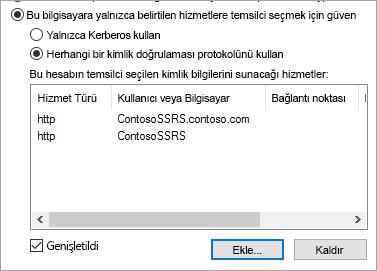 Bu bilgisayara yalnızca belirtilen hizmetlere temsilci seçmek için güven
Yalnızca Kerberos kullan
Herhangi bir kimlik doğrulaması protokolünü kullan
Bu hesabın temsilci seçilen kimlik bilgilerini sunacağı hizmetler:
Hizmet Türü Kullanıcı veya Bilgisayar Bağlantı noktası
http ContosoSSRS.contoso.com
http ContosoSSRS
Genişletildi Ekle... Kaldır